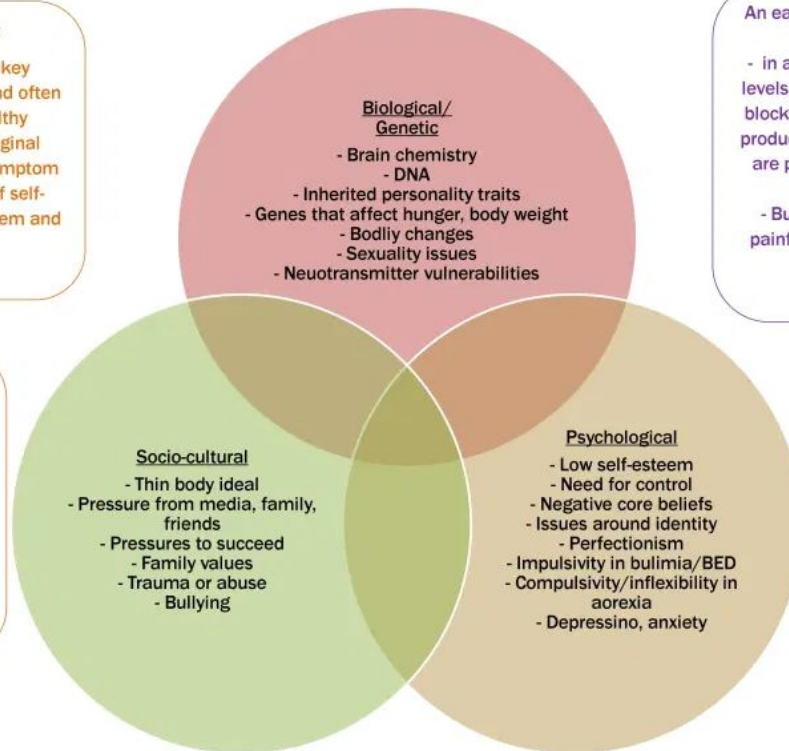 key
often
lthy
ginal
mptom
f self-
em and
An ea
- in a
levels
block
produc
are p
- Bu
painf
Biological/
Genetic
- Brain chemistry
- DNA
- Inherited personality traits
- Genes that affect hunger, body weight
- Bodliy changes
- Sexuality issues
- Neuotransmitter vulnerabilities
Socio-cultural
- Thin body ideal
- Pressure from media, family,
friends
- Pressures to succeed
- Family values
- Trauma or abuse
- Bullying
Psychological
- Low self-esteem
- Need for control
- Negative core beliefs
- Issues around identity
- Perfectionism
- Impulsivity in bulimia/BED
- Compulsivity/inflexibility in
aorexia
- Depressino, anxiety